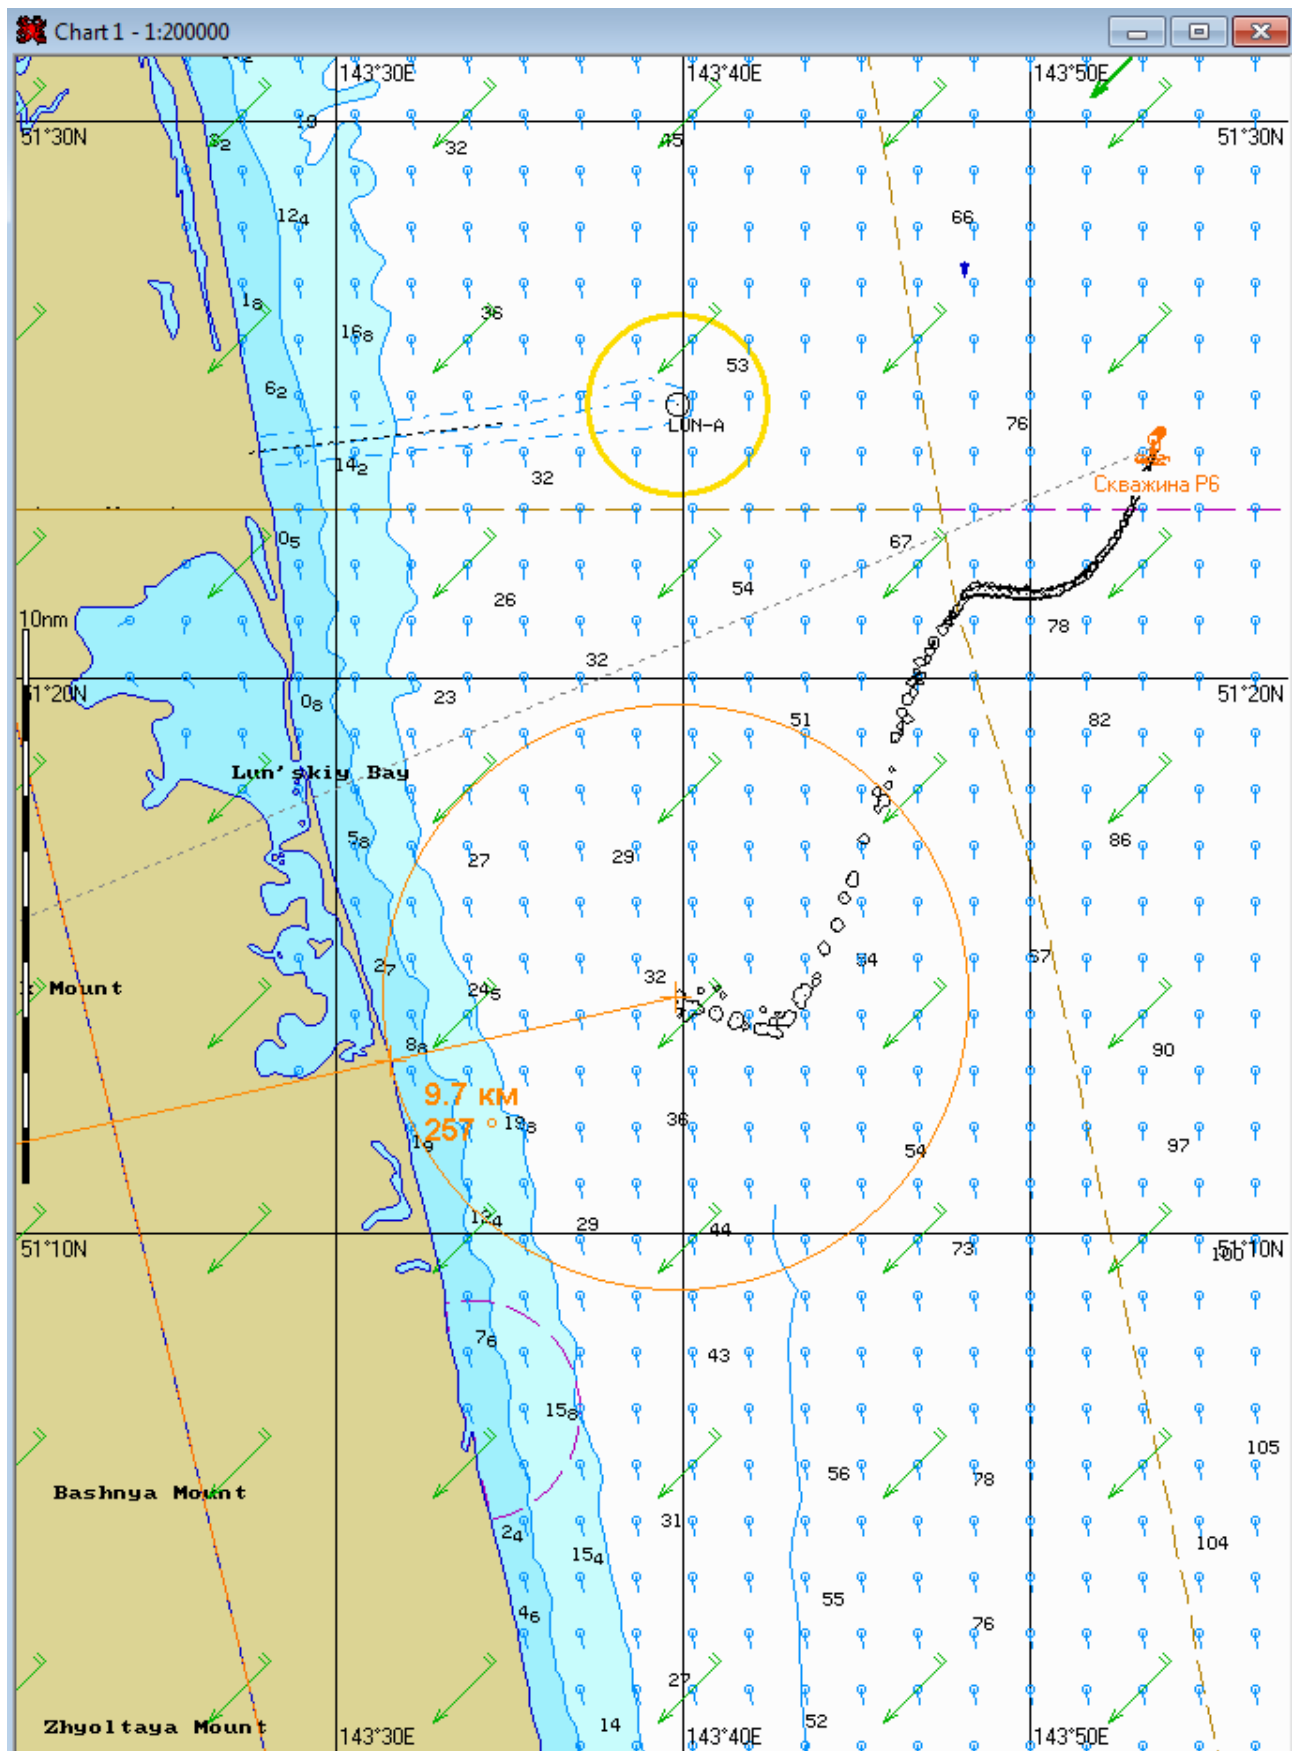 Chart 1 - 1:200000
143°30E 143°40E 143°50E
51°30N 8₂ 19 32 45 51°30N
12₄ 66
1₈ 16₈ 36
53
6₂
LUN-A 76
14₂ 32 Скважина Р6
0₅ 67
54
26
10nm 78
32
51°20N 0₈ 23 51°20N
51 82
Lun'skiy Bay
5₈ 27 29 86
2₇ 32 54 67
Mount 24₅
8₈ 90
9.7 км
257 ° 19₈ 36
1₉ 54 97
13₄ 29 44
51°10N 73 100 51°10N
7₆ 43
15₈
56 78 105
Bashnya Mount
2₄ 31
15₄ 104
4₆ 55 76
27
Zhyoltaya Mount 14 52
143°30E 143°40E 143°50E